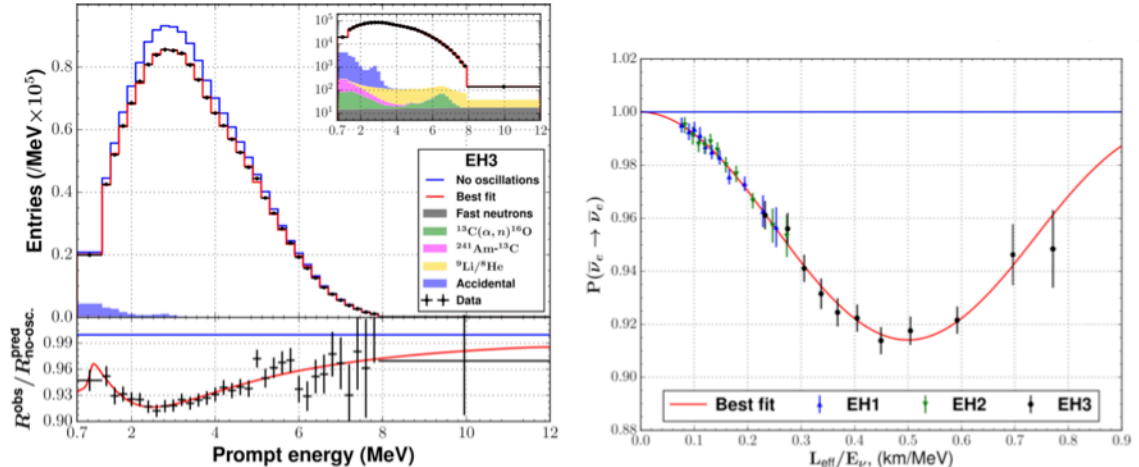 10⁵
10⁴
10³
10²
10¹
0.7 2 4 6 8 10 12
Entries (/MeV×10⁵)
0.8
0.6
0.4
0.2
0.0
EH3
No oscillations
Best fit
Fast neutrons
¹³C(α, n)¹⁶O
²⁴¹Am-¹³C
⁹Li/⁸He
Accidental
Data
R^obs/R^pred_no-osc.
0.99
0.96
0.93
0.90
0.7 2 4 6 8 10 12
Prompt energy (MeV)
P(ν̅ₑ → ν̅ₑ)
1.02
1.00
0.98
0.96
0.94
0.92
0.90
0.88
Best fit EH1 EH2 EH3
0.0 0.1 0.2 0.3 0.4 0.5 0.6 0.7 0.8 0.9
L_eff/E_ν, (km/MeV)